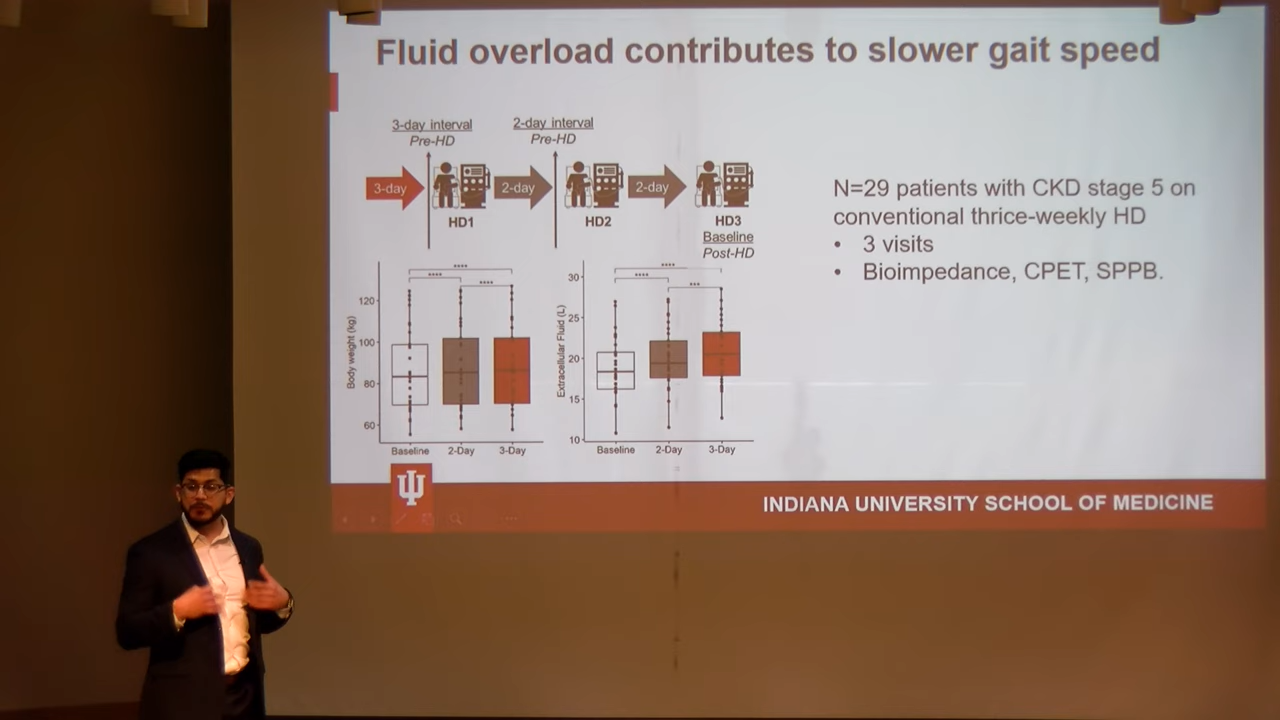 Fluid overload contributes to slower gait speed
3-day interval
Pre-HD
2-day interval
Pre-HD
3-day
2-day
2-day
HD1
HD2
HD3
Baseline
Post-HD
N=29 patients with CKD stage 5 on
conventional thrice-weekly HD
• 3 visits
• Bioimpedance, CPET, SPPB.
Body weight (kg)
120
100
80
60
****
****
****
Baseline
2-Day
3-Day
Extracellular Fluid (L)
30
25
20
15
10
****
****
***
Baseline
2-Day
3-Day
INDIANA UNIVERSITY SCHOOL OF MEDICINE